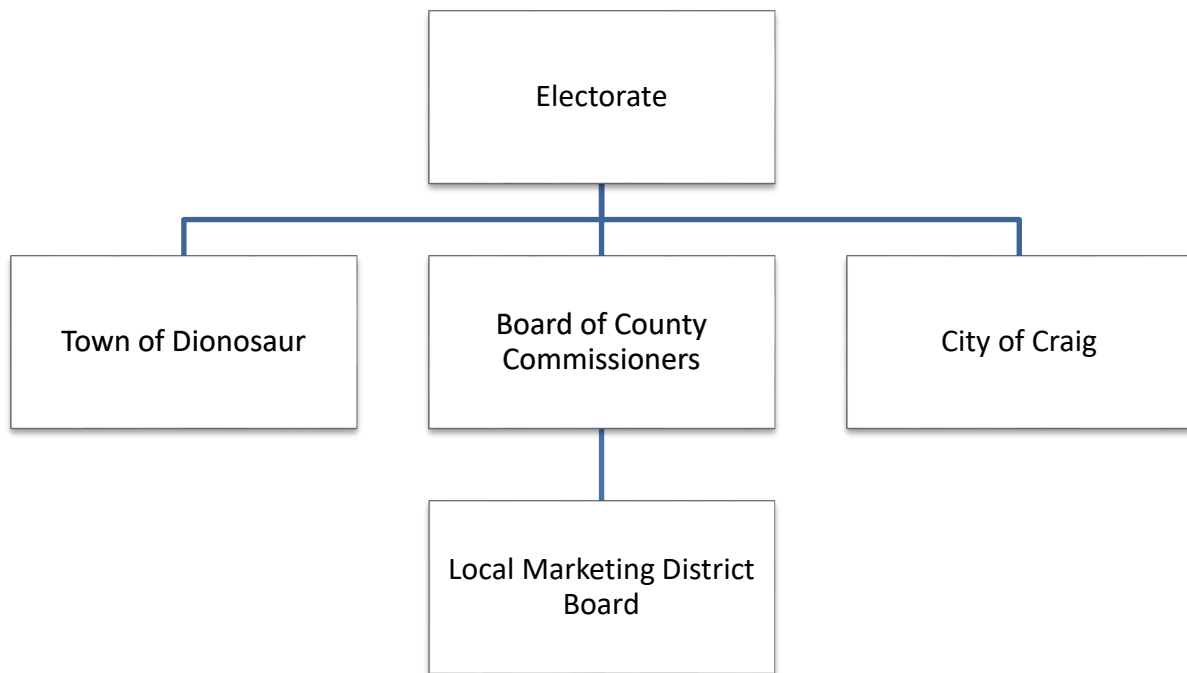 Electorate
Town of Dionosaur
Board of County
Commissioners
City of Craig
Local Marketing District
Board